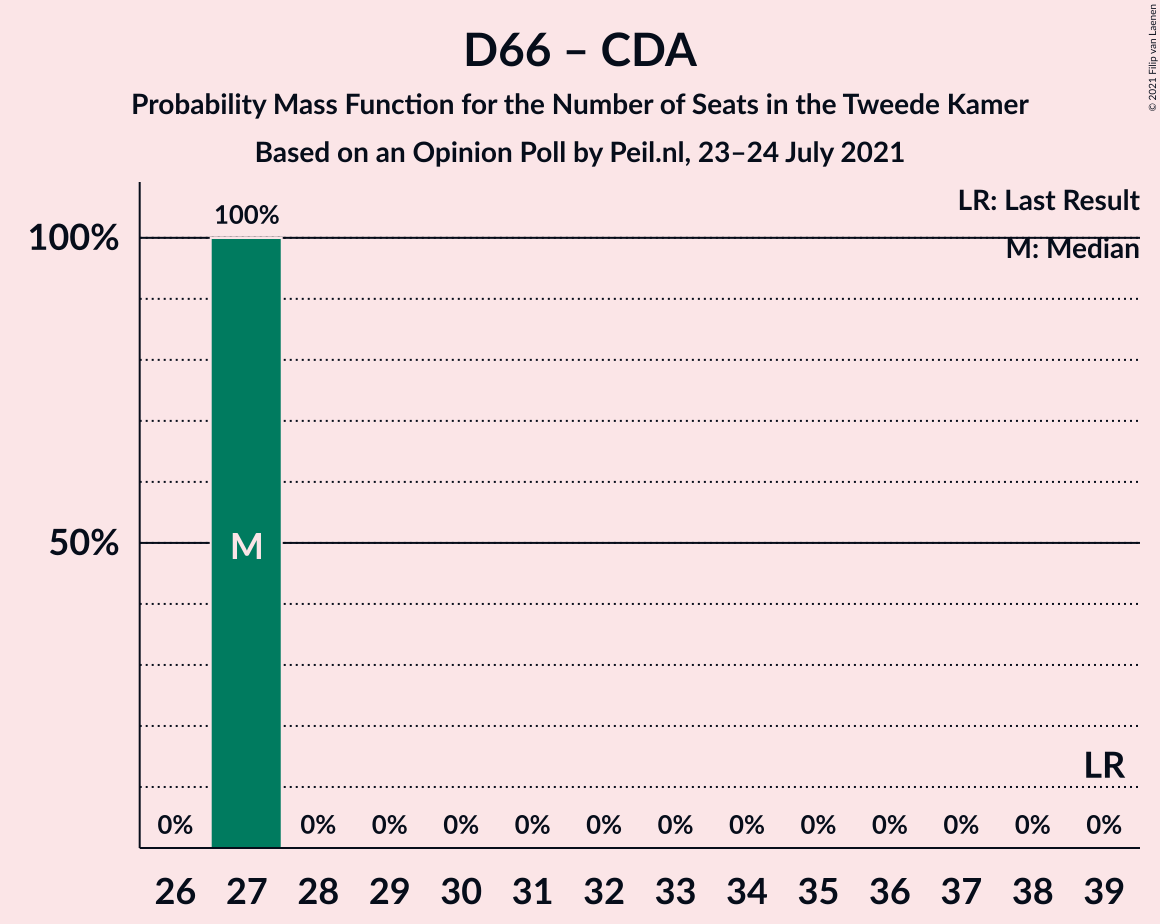 D66 – CDA
Probability Mass Function for the Number of Seats in the Tweede Kamer
Based on an Opinion Poll by Peil.nl, 23–24 July 2021
© 2021 Filip van Laenen
LR: Last Result
M: Median
100%
100%
50%
M
LR
0% 0% 0% 0% 0% 0% 0% 0% 0% 0% 0% 0% 0%
26 27 28 29 30 31 32 33 34 35 36 37 38 39